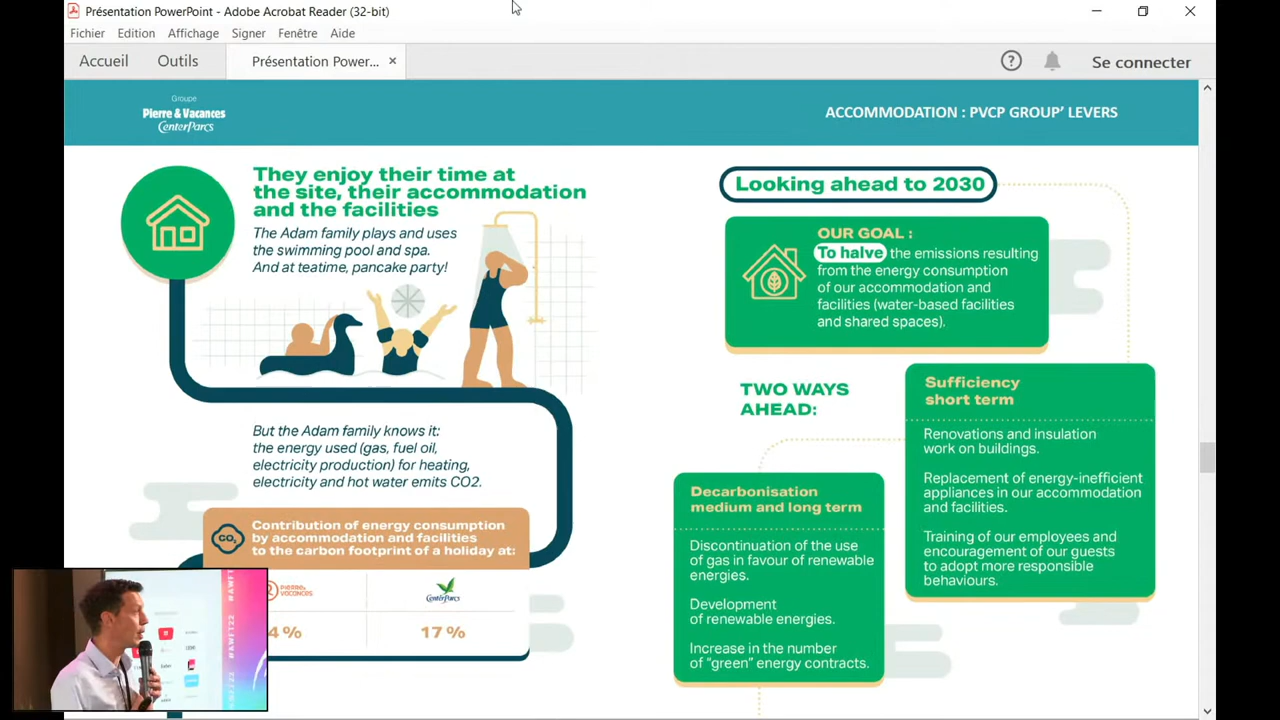 Présentation PowerPoint - Adobe Acrobat Reader (32-bit)
Fichier Edition Affichage Signer Fenêtre Aide
Accueil Outils Présentation Power... × Se connecter
Groupe
Pierre & Vacances
CenterParcs
ACCOMMODATION : PVCP GROUP' LEVERS
They enjoy their time at
the site, their accommodation
and the facilities
The Adam family plays and uses
the swimming pool and spa.
And at teatime, pancake party!
But the Adam family knows it:
the energy used (gas, fuel oil,
electricity production) for heating,
electricity and hot water emits CO2.
CO₂
Contribution of energy consumption
by accommodation and facilities
to the carbon footprint of a holiday at:
PIERRE &
VACANCES
CenterParcs
4 %
17 %
Looking ahead to 2030
OUR GOAL :
To halve the emissions resulting
from the energy consumption
of our accommodation and
facilities (water-based facilities
and shared spaces).
TWO WAYS
AHEAD:
Sufficiency
short term
Renovations and insulation
work on buildings.
Replacement of energy-inefficient
appliances in our accommodation
and facilities.
Training of our employees and
encouragement of our guests
to adopt more responsible
behaviours.
Decarbonisation
medium and long term
Discontinuation of the use
of gas in favour of renewable
energies.
Development
of renewable energies.
Increase in the number
of "green" energy contracts.
#AWFT22